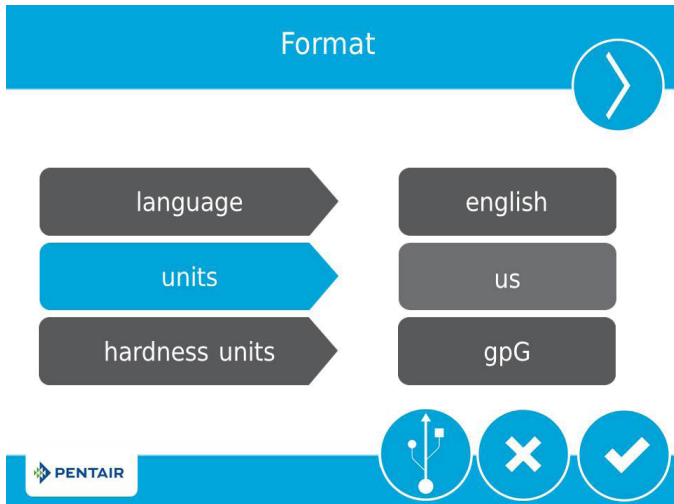 Format
language
english
units
us
hardness units
gpG
PENTAIR